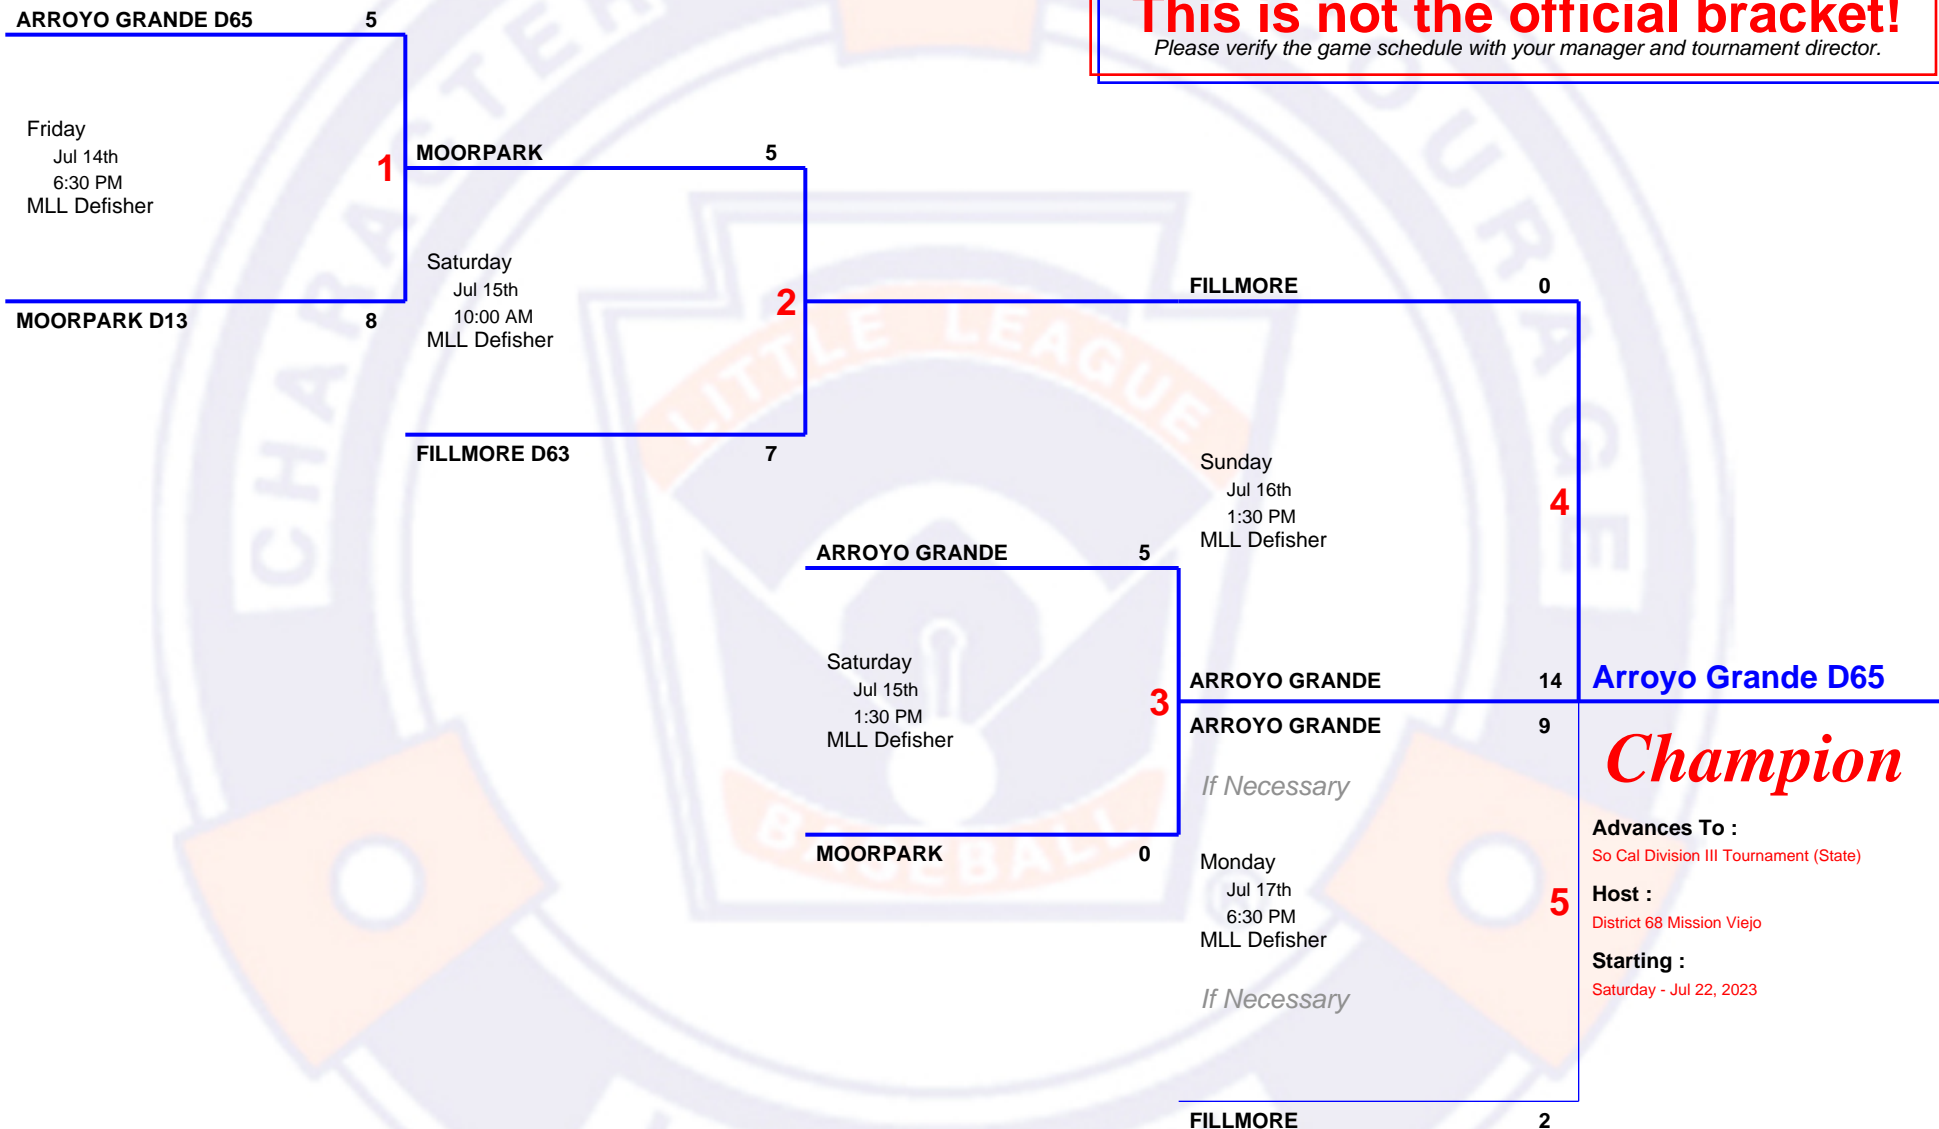 This is not the official bracket!
Please verify the game schedule with your manager and tournament director.
ARROYO GRANDE D65 5
Friday
Jul 14th
6:30 PM
MLL Defisher
1
MOORPARK D13 8
MOORPARK 5
Saturday
Jul 15th
10:00 AM
MLL Defisher
2
FILLMORE D63 7
FILLMORE 0
Sunday
Jul 16th
1:30 PM
MLL Defisher
4
ARROYO GRANDE 5
Saturday
Jul 15th
1:30 PM
MLL Defisher
3
MOORPARK 0
ARROYO GRANDE 14
ARROYO GRANDE 9
If Necessary
Monday
Jul 17th
6:30 PM
MLL Defisher
5
If Necessary
FILLMORE 2
Arroyo Grande D65
Champion
Advances To :
So Cal Division III Tournament (State)
Host :
District 68 Mission Viejo
Starting :
Saturday - Jul 22, 2023
CHARACTER
COURAGE
LITTLE LEAGUE
BASEBALL
®